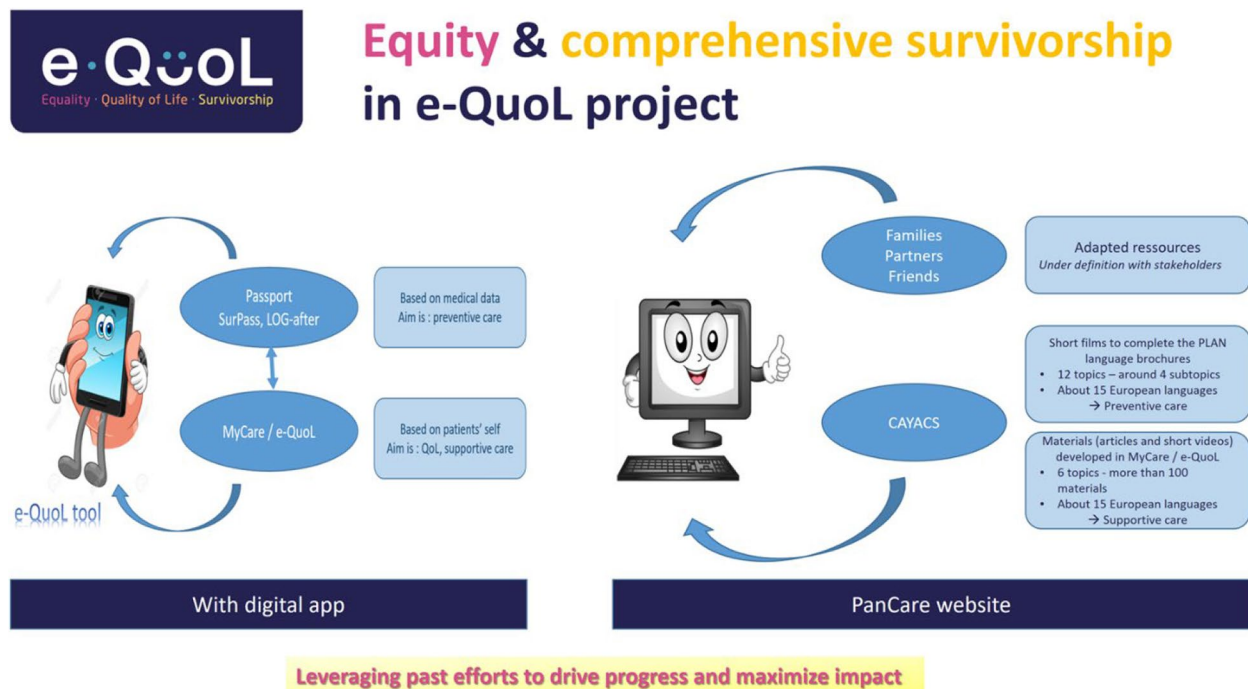 e·QuoL
Equality · Quality of Life · Survivorship
Equity & comprehensive survivorship
in e-QuoL project
Passport
SurPass, LOG-after
Based on medical data
Aim is : preventive care
MyCare / e-QuoL
Based on patients' self
Aim is : QoL, supportive care
e-QuoL tool
With digital app
Families
Partners
Friends
Adapted ressources
Under definition with stakeholders
CAYACS
Short films to complete the PLAN
language brochures
• 12 topics – around 4 subtopics
• About 15 European languages
→ Preventive care
Materials (articles and short videos)
developed in MyCare / e-QuoL
• 6 topics - more than 100
materials
• About 15 European languages
→ Supportive care
PanCare website
Leveraging past efforts to drive progress and maximize impact